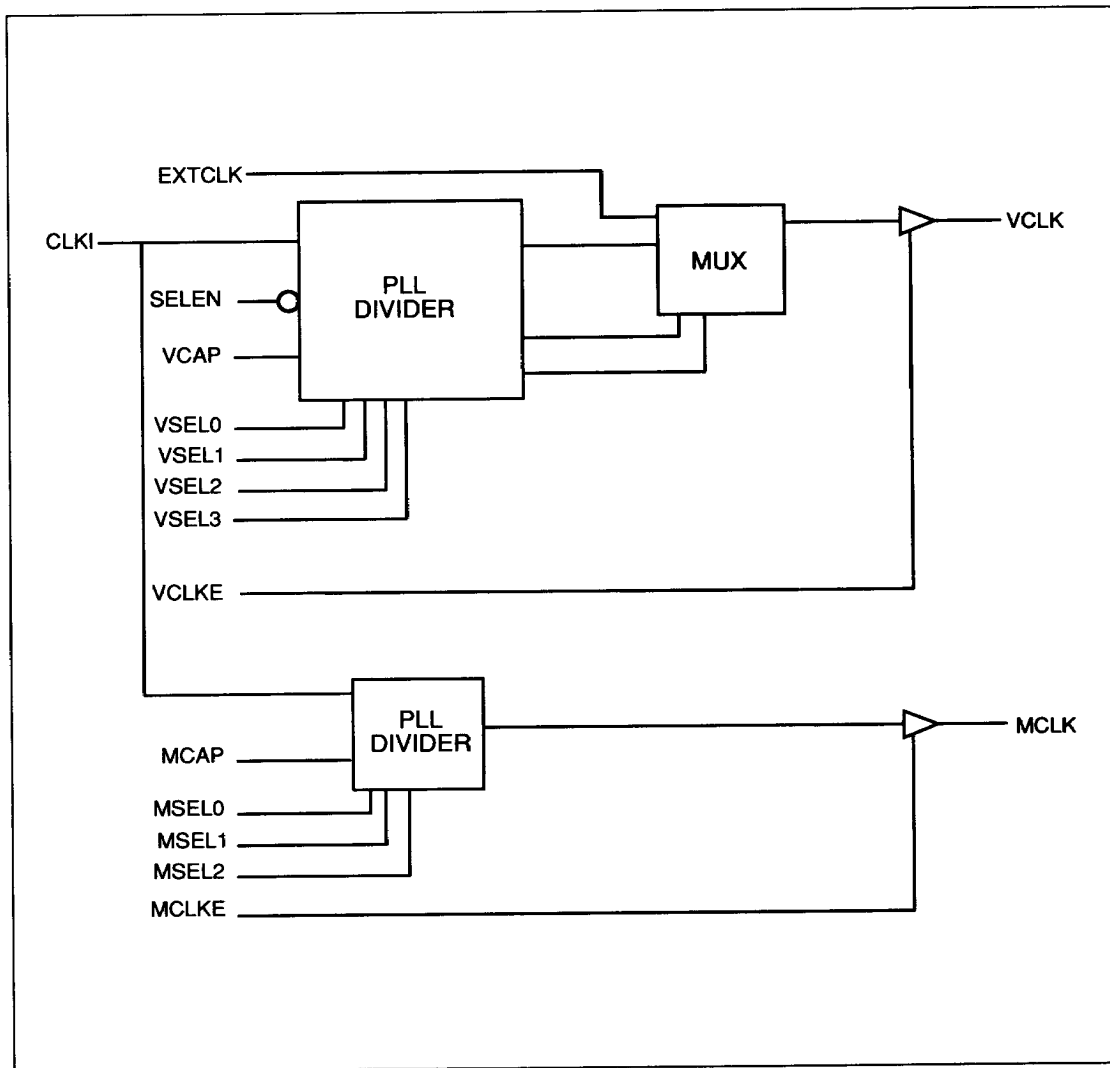 EXTCLK
CLKI
PLL
DIVIDER
MUX
VCLK
SELEN
VCAP
VSEL0
VSEL1
VSEL2
VSEL3
VCLKE
PLL
DIVIDER
MCLK
MCAP
MSEL0
MSEL1
MSEL2
MCLKE